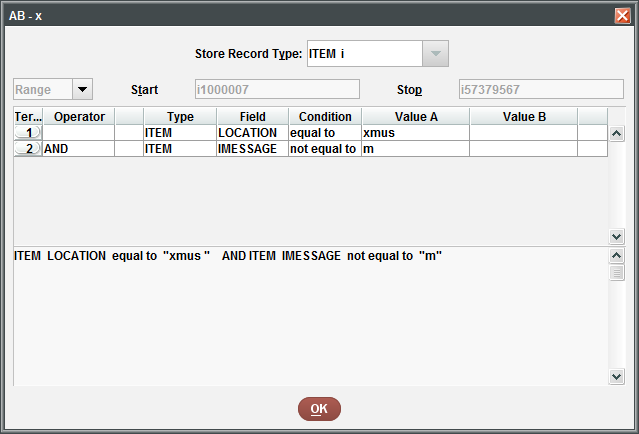 AB - x
Store Record Type: ITEM i
Range Start i1000007 Stop i57379567
Ter... Operator Type Field Condition Value A Value B
1 ITEM LOCATION equal to xmus
2 AND ITEM IMESSAGE not equal to m
ITEM LOCATION equal to "xmus " AND ITEM IMESSAGE not equal to "m"
OK